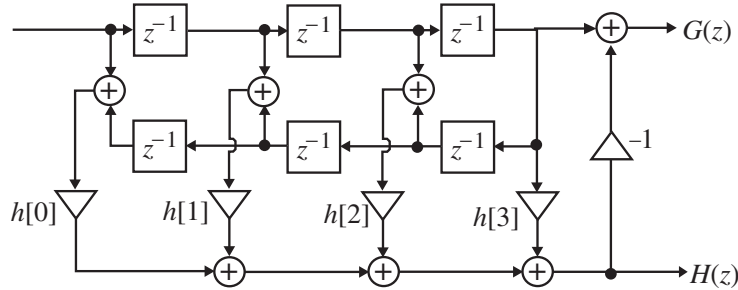 z⁻¹ z⁻¹ z⁻¹ G(z)
z⁻¹ z⁻¹ z⁻¹ −1
h[0] h[1] h[2] h[3]
H(z)